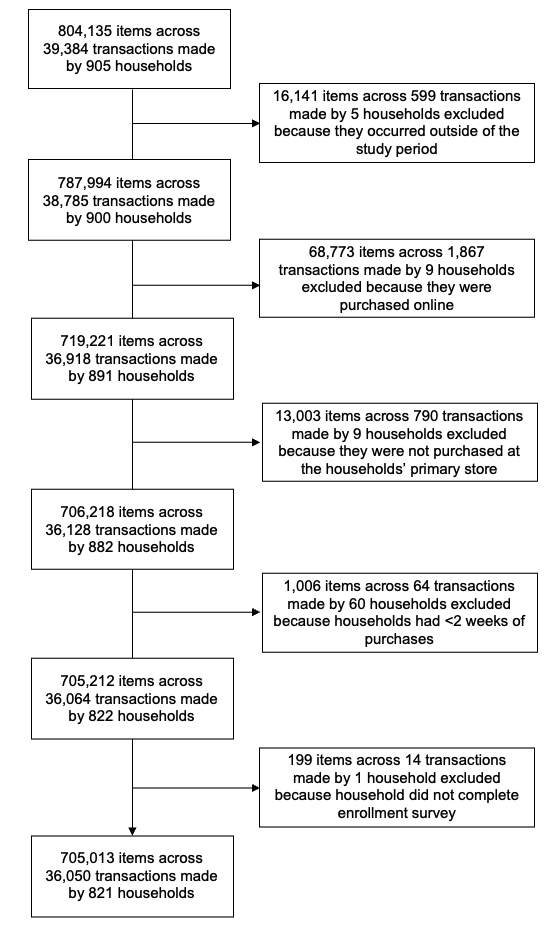 804,135 items across
39,384 transactions made
by 905 households
16,141 items across 599 transactions
made by 5 households excluded
because they occurred outside of the
study period
787,994 items across
38,785 transactions made
by 900 households
68,773 items across 1,867
transactions made by 9 households
excluded because they were
purchased online
719,221 items across
36,918 transactions made
by 891 households
13,003 items across 790 transactions
made by 9 households excluded
because they were not purchased at
the households’ primary store
706,218 items across
36,128 transactions made
by 882 households
1,006 items across 64 transactions
made by 60 households excluded
because households had <2 weeks of
purchases
705,212 items across
36,064 transactions made
by 822 households
199 items across 14 transactions
made by 1 household excluded
because household did not complete
enrollment survey
705,013 items across
36,050 transactions made
by 821 households